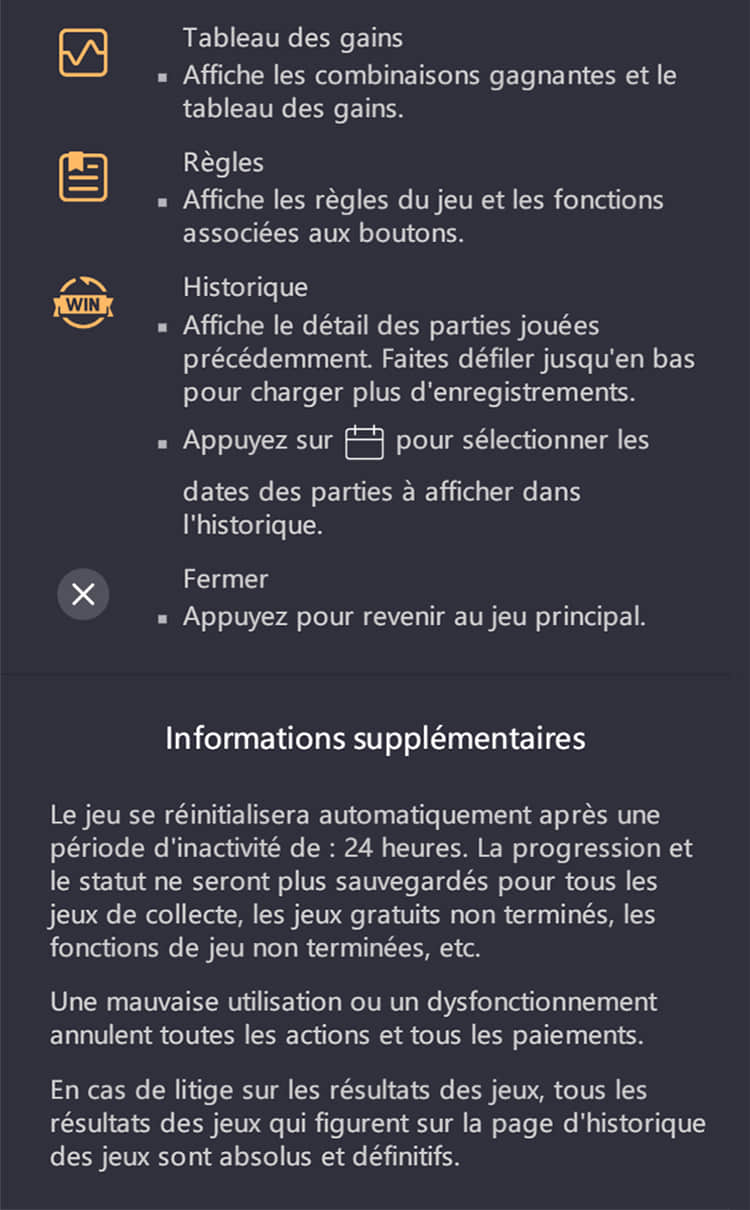 Tableau des gains
Affiche les combinaisons gagnantes et le
tableau des gains.
Règles
Affiche les règles du jeu et les fonctions
associées aux boutons.
WIN
Historique
Affiche le détail des parties jouées
précédemment. Faites défiler jusqu'en bas
pour charger plus d'enregistrements.
Appuyez sur pour sélectionner les
dates des parties à afficher dans
l'historique.
Fermer
Appuyez pour revenir au jeu principal.
Informations supplémentaires
Le jeu se réinitialisera automatiquement après une
période d'inactivité de : 24 heures. La progression et
le statut ne seront plus sauvegardés pour tous les
jeux de collecte, les jeux gratuits non terminés, les
fonctions de jeu non terminées, etc.
Une mauvaise utilisation ou un dysfonctionnement
annulent toutes les actions et tous les paiements.
En cas de litige sur les résultats des jeux, tous les
résultats des jeux qui figurent sur la page d'historique
des jeux sont absolus et définitifs.